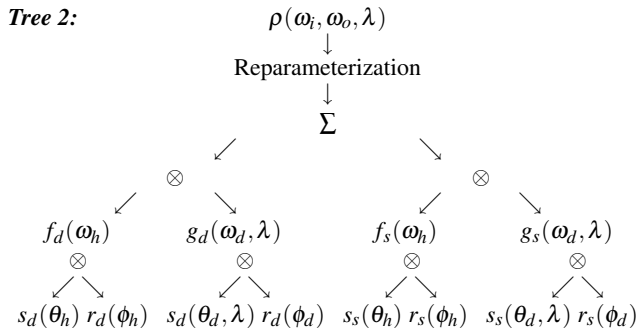 Tree 2: ρ(ω_i, ω_o, λ)
↓
Reparameterization
↓
Σ
↙ ↘
⊗ ⊗
↙ ↘ ↙ ↘
f_d(ω_h) g_d(ω_d, λ) f_s(ω_h) g_s(ω_d, λ)
⊗ ⊗ ⊗ ⊗
↙ ↘ ↙ ↘ ↙ ↘ ↙ ↘
s_d(θ_h) r_d(ϕ_h) s_d(θ_d, λ) r_d(ϕ_d) s_s(θ_h) r_s(ϕ_h) s_s(θ_d, λ) r_s(ϕ_d)